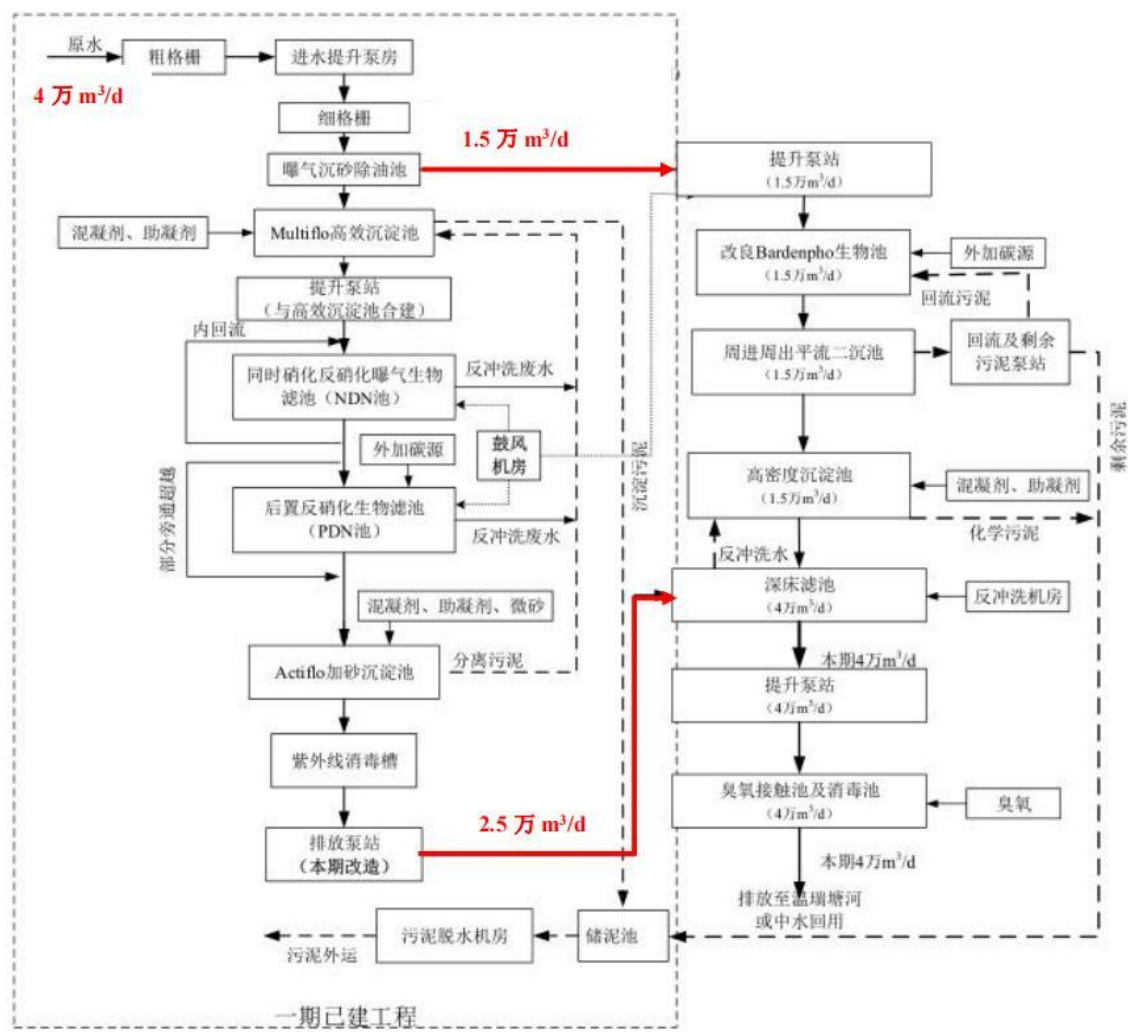 原水
4 万 m³/d
粗格栅
进水提升泵房
细格栅
曝气沉砂除油池
1.5 万 m³/d
混凝剂、助凝剂
Multiflo高效沉淀池
提升泵站
(与高效沉淀池合建)
内回流
同时硝化反硝化曝气生物
滤池(NDN池)
反冲洗废水
鼓风
机房
外加碳源
部分旁通超越
后置反硝化生物滤池
(PDN池)
反冲洗废水
混凝剂、助凝剂、微砂
Actiflo加砂沉淀池
分离污泥
沉淀污泥
紫外线消毒槽
排放泵站
(本期改造)
2.5 万 m³/d
污泥外运
污泥脱水机房
储泥池
一期已建工程
提升泵站
(1.5万m³/d)
改良Bardenpho生物池
(1.5万m³/d)
外加碳源
回流污泥
周进周出平流二沉池
(1.5万m³/d)
回流及剩余
污泥泵站
剩余污泥
高密度沉淀池
(1.5万m³/d)
混凝剂、助凝剂
化学污泥
反冲洗水
深床滤池
(4万m³/d)
反冲洗机房
本期4万m³/d
提升泵站
(4万m³/d)
臭氧接触池及消毒池
(4万m³/d)
臭氧
本期4万m³/d
排放至温瑞塘河
或中水回用